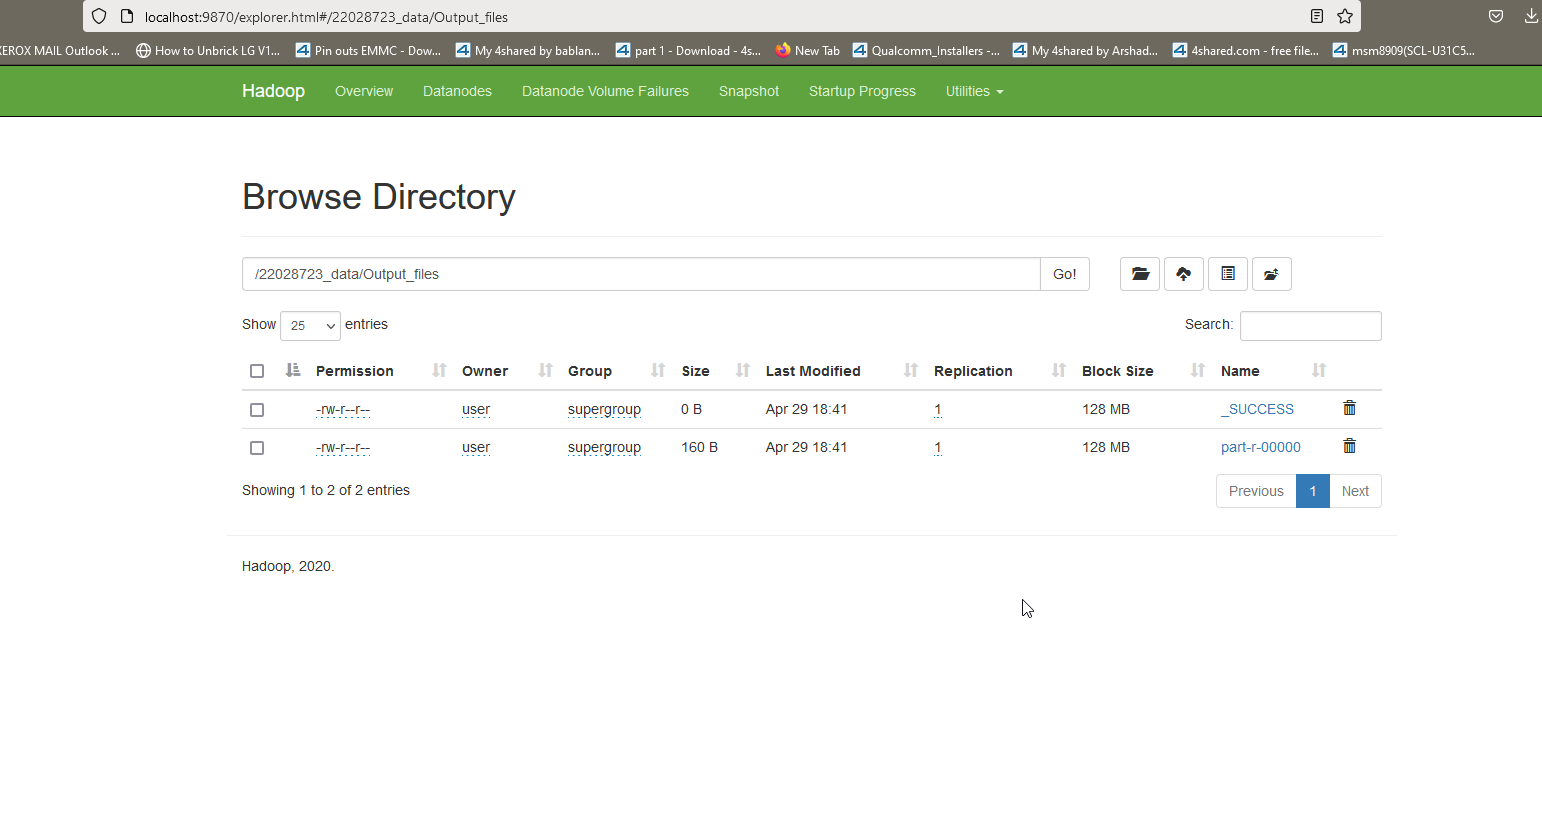 localhost:9870/explorer.html#/22028723_data/Output_files
XEROX MAIL Outlook ... How to Unbrick LG V1... Pin outs EMMC - Dow... My 4shared by bablan... part 1 - Download - 4s... New Tab Qualcomm_Installers -... My 4shared by Arshad... 4shared.com - free file... msm8909(SCL-U31C5...
Hadoop Overview Datanodes Datanode Volume Failures Snapshot Startup Progress Utilities
Browse Directory
/22028723_data/Output_files Go!
Show 25 entries Search:
Permission Owner Group Size Last Modified Replication Block Size Name
-rw-r--r-- user supergroup 0 B Apr 29 18:41 1 128 MB _SUCCESS
-rw-r--r-- user supergroup 160 B Apr 29 18:41 1 128 MB part-r-00000
Showing 1 to 2 of 2 entries Previous 1 Next
Hadoop, 2020.